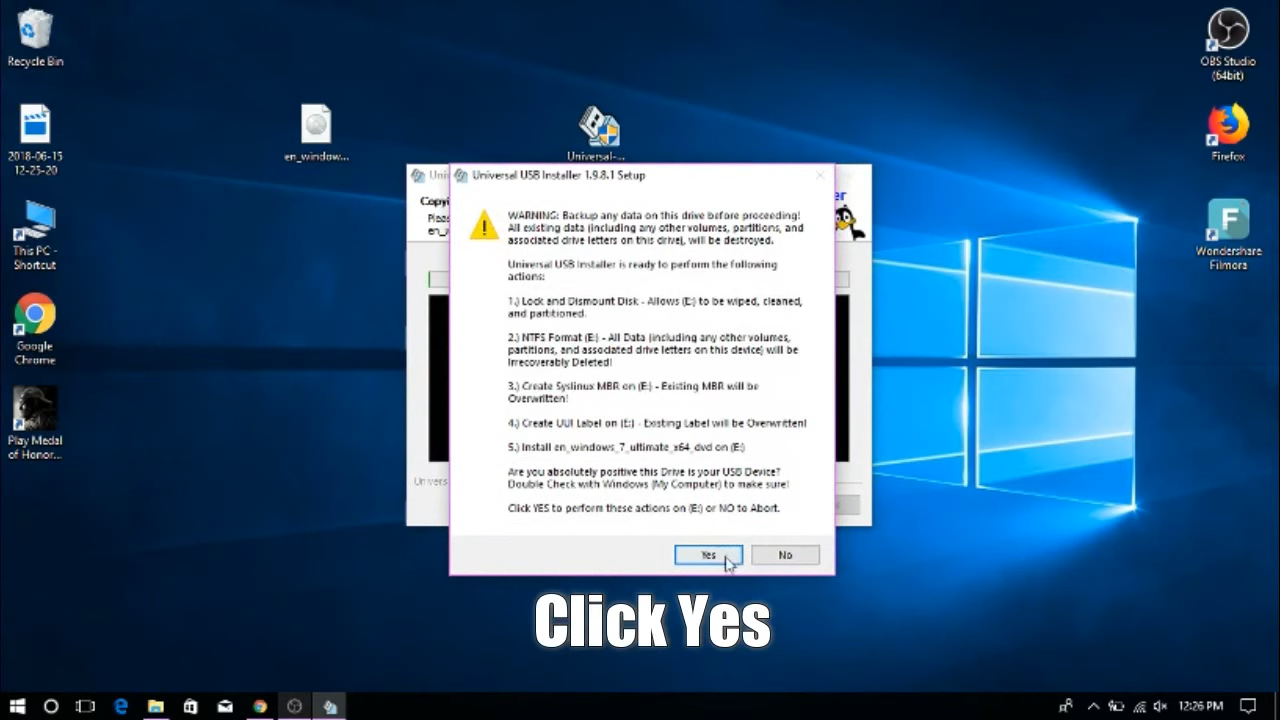 Recycle Bin
OBS Studio
(64bit)
2018-06-15
12-25-20
en_window...
Universal-...
Firefox
This PC -
Shortcut
Wondershare
Filmora
Google
Chrome
Play Medal
of Honor...
Uni
Universal USB Installer 1.9.8.1 Setup
Copyi
Plea
en_w
er
WARNING: Backup any data on this drive before proceeding!
All existing data (including any other volumes, partitions, and
associated drive letters on this drive), will be destroyed.
Universal USB Installer is ready to perform the following
actions:
1.) Lock and Dismount Disk - Allows (E:) to be wiped, cleaned,
and partitioned.
2.) NTFS Format (E:) - All Data (including any other volumes,
partitions, and associated drive letters on this device) will be
Irrecoverably Deleted!
3.) Create Syslinux MBR on (E:) - Existing MBR will be
Overwritten!
4.) Create UUI Label on (E:) - Existing Label will be Overwritten!
5.) Install en_windows_7_ultimate_x64_dvd on (E:)
Are you absolutely positive this Drive is your USB Device?
Double Check with Windows (My Computer) to make sure!
Click YES to perform these actions on (E:) or NO to Abort.
Univers
Yes
No
Click Yes
12:26 PM